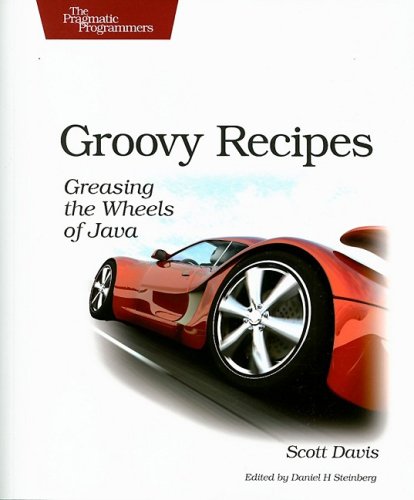 The
Pragmatic
Programmers
Groovy Recipes
Greasing
the Wheels
of Java
Scott Davis
Edited by Daniel H Steinberg